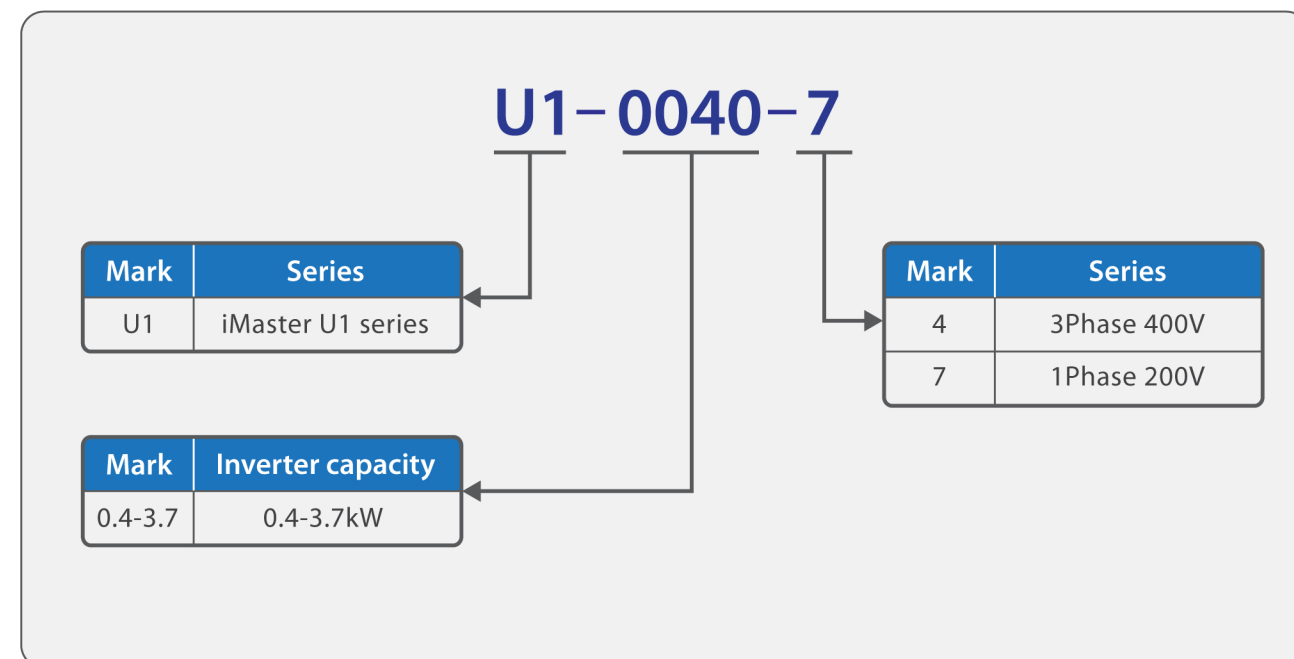 U1-0040-7
Mark Series
U1 iMaster U1 series
Mark Inverter capacity
0.4-3.7 0.4-3.7kW
Mark Series
4 3Phase 400V
7 1Phase 200V